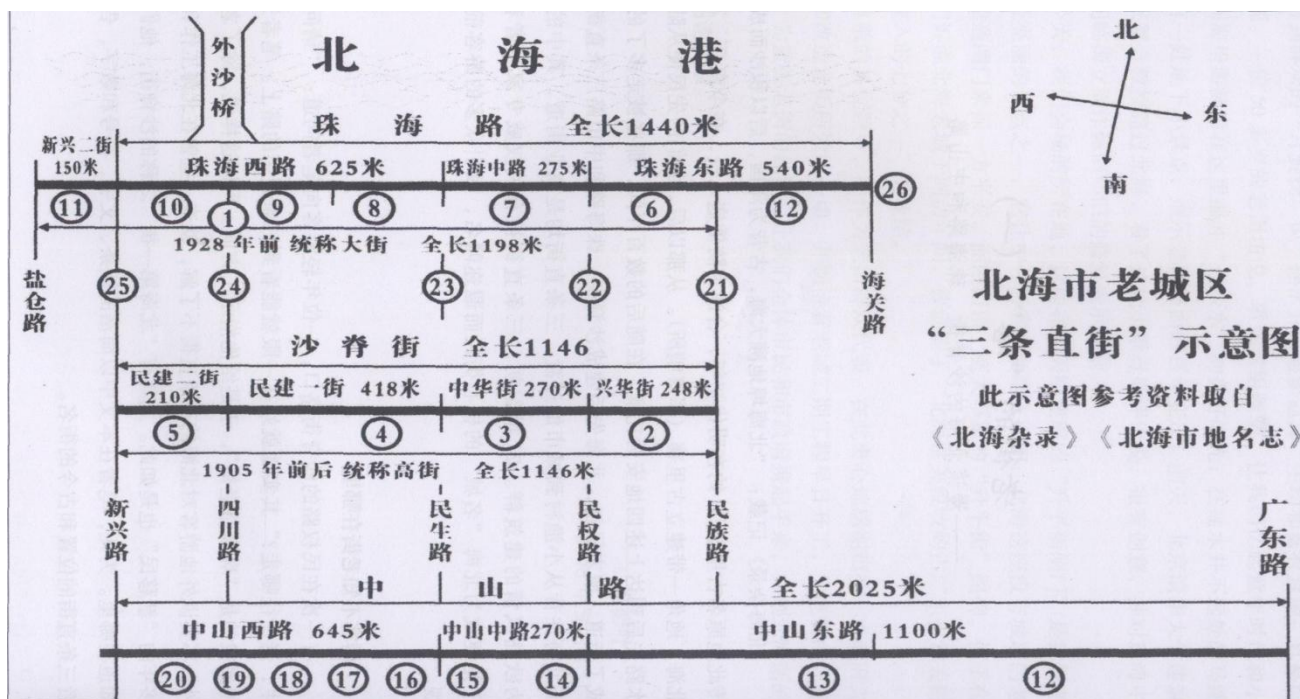 外沙桥
北海港
北
西 东
南
珠海路 全长1440米
新兴二街
150米
珠海西路 625米
珠海中路 275米
珠海东路 540米
⑪ ⑩ ① ⑨ ⑧ ⑦ ⑥ ⑫ ㉖
1928年前 统称大街 全长1198米
盐仓路
㉕ ㉔ ㉓ ㉒ ㉑
海关路
北海市老城区
“三条直街”示意图
此示意图参考资料取自
《北海杂录》《北海市地名志》
沙脊街 全长1146
民建二街
210米
民建一街 418米
中华街 270米
兴华街 248米
⑤ ④ ③ ②
1905年前后 统称高街 全长1146米
新兴路
四川路
民生路
民权路
民族路
广东路
中山路 全长2025米
中山西路 645米
中山中路270米
中山东路 1100米
⑳ ⑲ ⑱ ⑰ ⑯ ⑮ ⑭ ⑬ ⑫